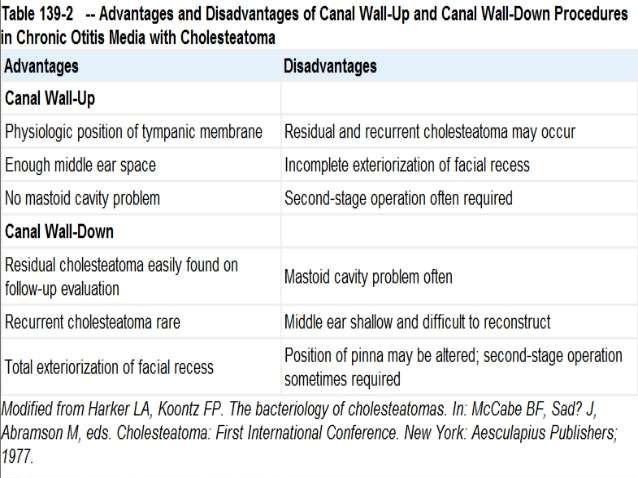 Table 139-2 -- Advantages and Disadvantages of Canal Wall-Up and Canal Wall-Down Procedures
in Chronic Otitis Media with Cholesteatoma
Advantages Disadvantages
Canal Wall-Up
Physiologic position of tympanic membrane Residual and recurrent cholesteatoma may occur
Enough middle ear space Incomplete exteriorization of facial recess
No mastoid cavity problem Second-stage operation often required
Canal Wall-Down
Residual cholesteatoma easily found on
follow-up evaluation
Mastoid cavity problem often
Recurrent cholesteatoma rare Middle ear shallow and difficult to reconstruct
Total exteriorization of facial recess
Position of pinna may be altered; second-stage operation
sometimes required
Modified from Harker LA, Koontz FP. The bacteriology of cholesteatomas. In: McCabe BF, Sad? J,
Abramson M, eds. Cholesteatoma: First International Conference. New York: Aesculapius Publishers;
1977.